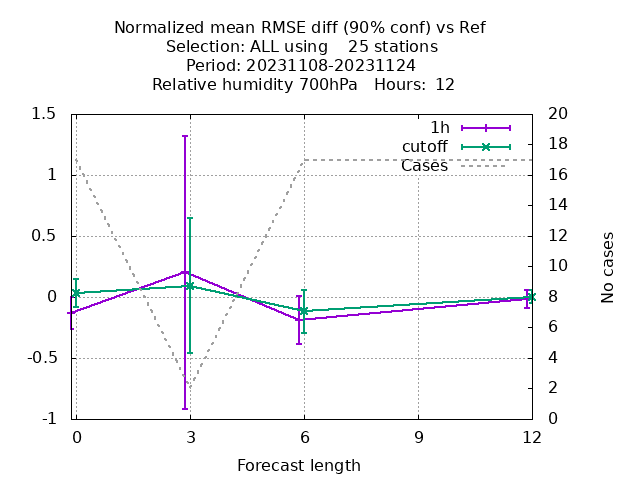 Normalized mean RMSE diff (90% conf) vs Ref
Selection: ALL using    25 stations
Period: 20231108-20231124
Relative humidity 700hPa   Hours:  12
1.5
1
0.5
0
-0.5
-1
20
18
16
14
12
10
8
6
4
2
0
1h
cutoff
Cases
No cases
0
3
6
9
12
Forecast length